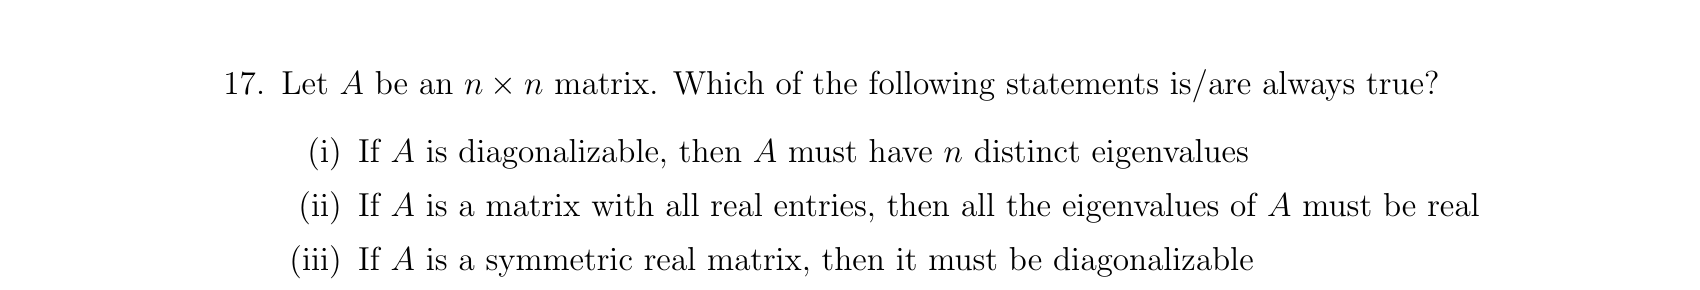 17. Let A be an n × n matrix. Which of the following statements is/are always true?
(i) If A is diagonalizable, then A must have n distinct eigenvalues
(ii) If A is a matrix with all real entries, then all the eigenvalues of A must be real
(iii) If A is a symmetric real matrix, then it must be diagonalizable